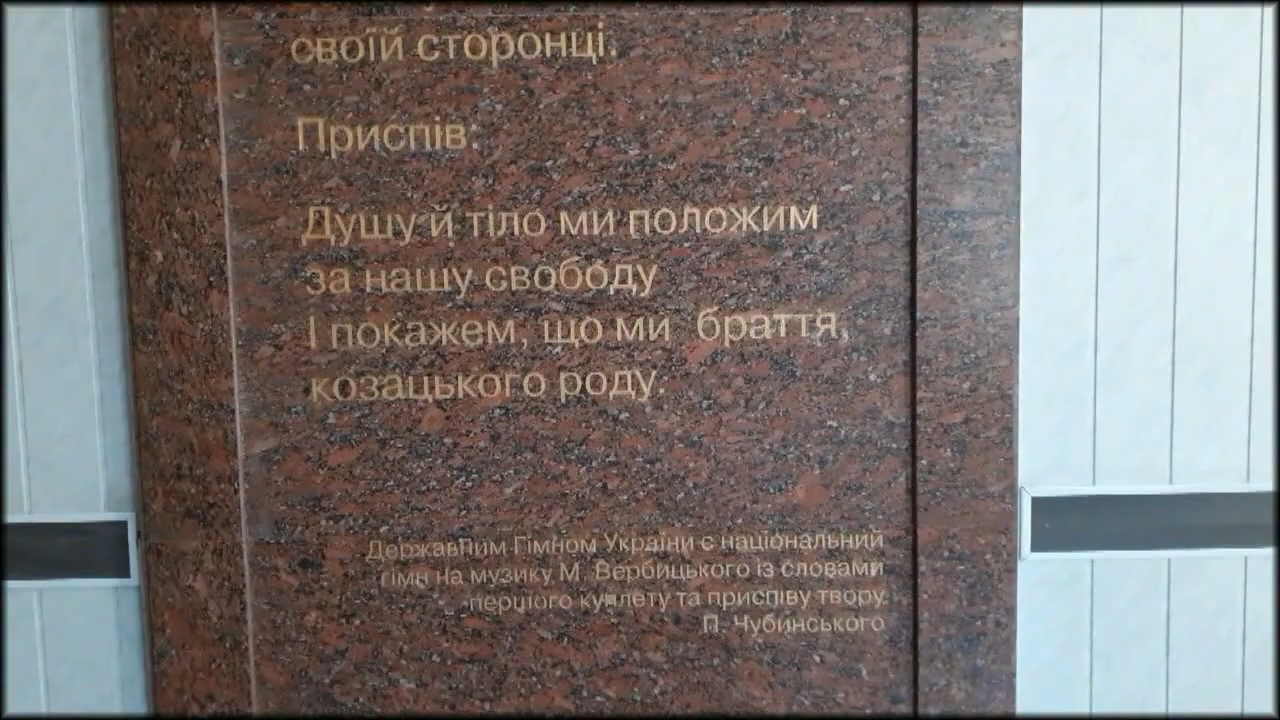 своїй сторонці.
Приспів:
Душу й тіло ми положим
за нашу свободу
І покажем, що ми браття,
козацького роду.
Державним Гімном України є національний
гімн на музику М. Вербицького із словами
першого куплету та приспіву твору
П. Чубинського